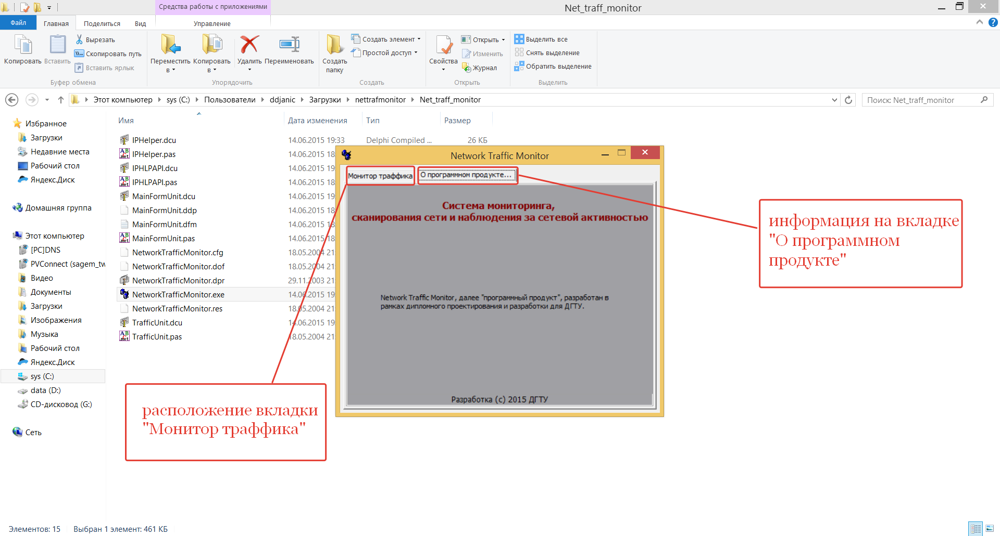 Средства работы с приложениями
Net_traff_monitor
Файл
Главная
Поделиться
Вид
Управление
Копировать
Вставить
Вырезать
Скопировать путь
Вставить ярлык
Буфер обмена
Переместить в
Копировать в
Удалить
Переименовать
Упорядочить
Создать папку
Создать элемент
Простой доступ
Создать
Свойства
Открыть
Изменить
Журнал
Открыть
Выделить все
Снять выделение
Обратить выделение
Выделить
Этот компьютер
sys (C:)
Пользователи
ddjanic
Загрузки
nettrafmonitor
Net_traff_monitor
Поиск: Net_traff_monitor
Избранное
Загрузки
Недавние места
Рабочий стол
Яндекс.Диск
Домашняя группа
Этот компьютер
[PC]DNS
PVConnect (sagem_tw
Видео
Документы
Загрузки
Изображения
Музыка
Рабочий стол
Яндекс.Диск
sys (C:)
data (D:)
CD-дисковод (G:)
Сеть
Имя Дата изменения Тип Размер
IPHelper.dcu 14.06.2015 19:33 Delphi Compiled ... 26 КБ
IPHelper.pas 14.06.2015 18
IPHLPAPI.dcu 14.06.2015 19
IPHLPAPI.pas 14.06.2015 18
MainFormUnit.dcu 14.06.2015 19
MainFormUnit.ddp 14.06.2015 18
MainFormUnit.dfm 14.06.2015 18
MainFormUnit.pas 14.06.2015 18
NetworkTrafficMonitor.cfg 18.05.2004 21
NetworkTrafficMonitor.dof 18.05.2004 21
NetworkTrafficMonitor.dpr 29.11.2003 21
NetworkTrafficMonitor.exe 14.06.2015 19
NetworkTrafficMonitor.res 18.05.2004 21
TrafficUnit.dcu 14.06.2015 19
TrafficUnit.pas 18.05.2004 21
Network Traffic Monitor
Монитор траффика
О программном продукте...
Система мониторинга,
сканирования сети и наблюдения за сетевой активностью
Network Traffic Monitor, далее "программный продукт", разработан в
рамках дипломного проектирования и разработки для ДГТУ.
Разработка (с) 2015 ДГТУ
информация на вкладке
"О программном
продукте"
расположение вкладки
"Монитор траффика"
Элементов: 15
Выбран 1 элемент: 461 КБ